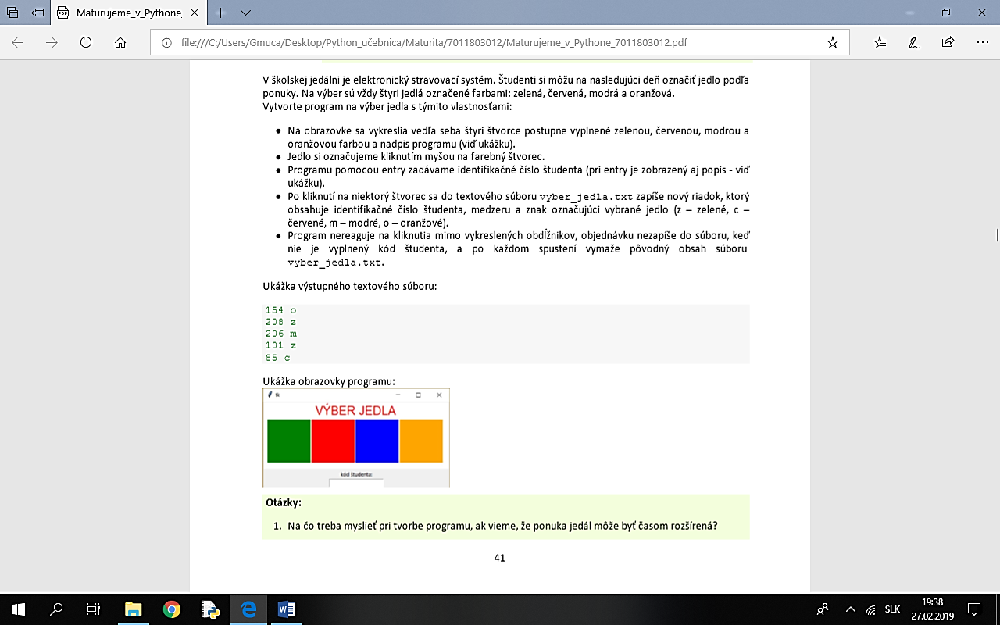 Maturujeme_v_Pythone
file:///C:/Users/Gmuca/Desktop/Python_učebnica/Maturita/7011803012/Maturujeme_v_Pythone_7011803012.pdf
V školskej jedálni je elektronický stravovací systém. Študenti si môžu na nasledujúci deň označiť jedlo podľa
ponuky. Na výber sú vždy štyri jedlá označené farbami: zelená, červená, modrá a oranžová.
Vytvorte program na výber jedla s týmito vlastnosťami:
● Na obrazovke sa vykreslia vedľa seba štyri štvorce postupne vyplnené zelenou, červenou, modrou a
oranžovou farbou a nadpis programu (viď ukážku).
● Jedlo si označujeme kliknutím myšou na farebný štvorec.
● Programu pomocou entry zadávame identifikačné číslo študenta (pri entry je zobrazený aj popis - viď
ukážku).
● Po kliknutí na niektorý štvorec sa do textového súboru vyber_jedla.txt zapíše nový riadok, ktorý
obsahuje identifikačné číslo študenta, medzeru a znak označujúci vybrané jedlo (z – zelené, c –
červené, m – modré, o – oranžové).
● Program nereaguje na kliknutia mimo vykreslených obdĺžnikov, objednávku nezapíše do súboru, keď
nie je vyplnený kód študenta, a po každom spustení vymaže pôvodný obsah súboru
vyber_jedla.txt.
Ukážka výstupného textového súboru:
154 o
208 z
206 m
101 z
85 c
Ukážka obrazovky programu:
tk
VÝBER JEDLA
kód študenta:
Otázky:
1. Na čo treba myslieť pri tvorbe programu, ak vieme, že ponuka jedál môže byť časom rozšírená?
41
SLK
19:38
27.02.2019